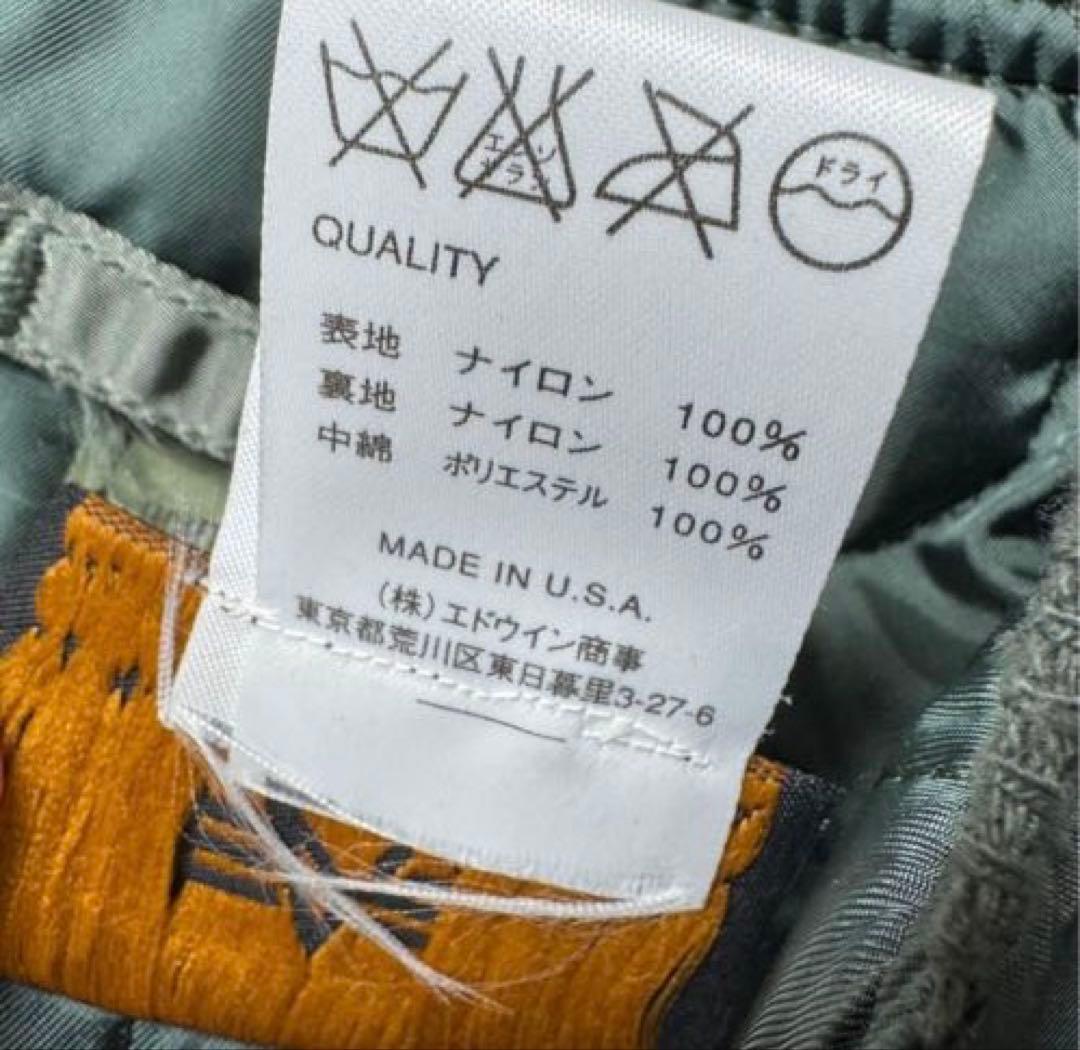 エンソ
サラシ
ドライ
QUALITY
表地 ナイロン 100%
裏地 ナイロン 100%
中綿 ポリエステル 100%
MADE IN U.S.A.
(株)エドウイン商事
東京都荒川区東日暮里3-27-6